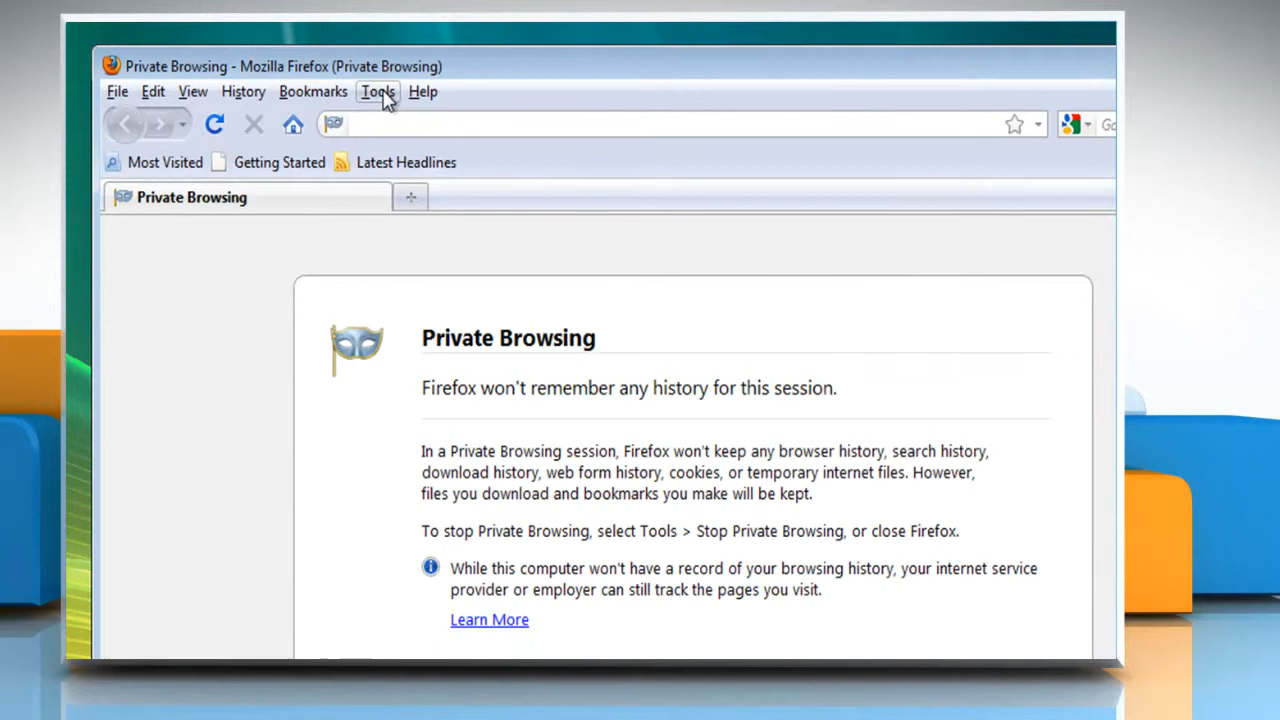 Private Browsing - Mozilla Firefox (Private Browsing)
File Edit View History Bookmarks Tools Help
Go
Most Visited Getting Started Latest Headlines
Private Browsing
Private Browsing
Firefox won't remember any history for this session.
In a Private Browsing session, Firefox won't keep any browser history, search history,
download history, web form history, cookies, or temporary internet files. However,
files you download and bookmarks you make will be kept.
To stop Private Browsing, select Tools > Stop Private Browsing, or close Firefox.
While this computer won't have a record of your browsing history, your internet service
provider or employer can still track the pages you visit.
Learn More